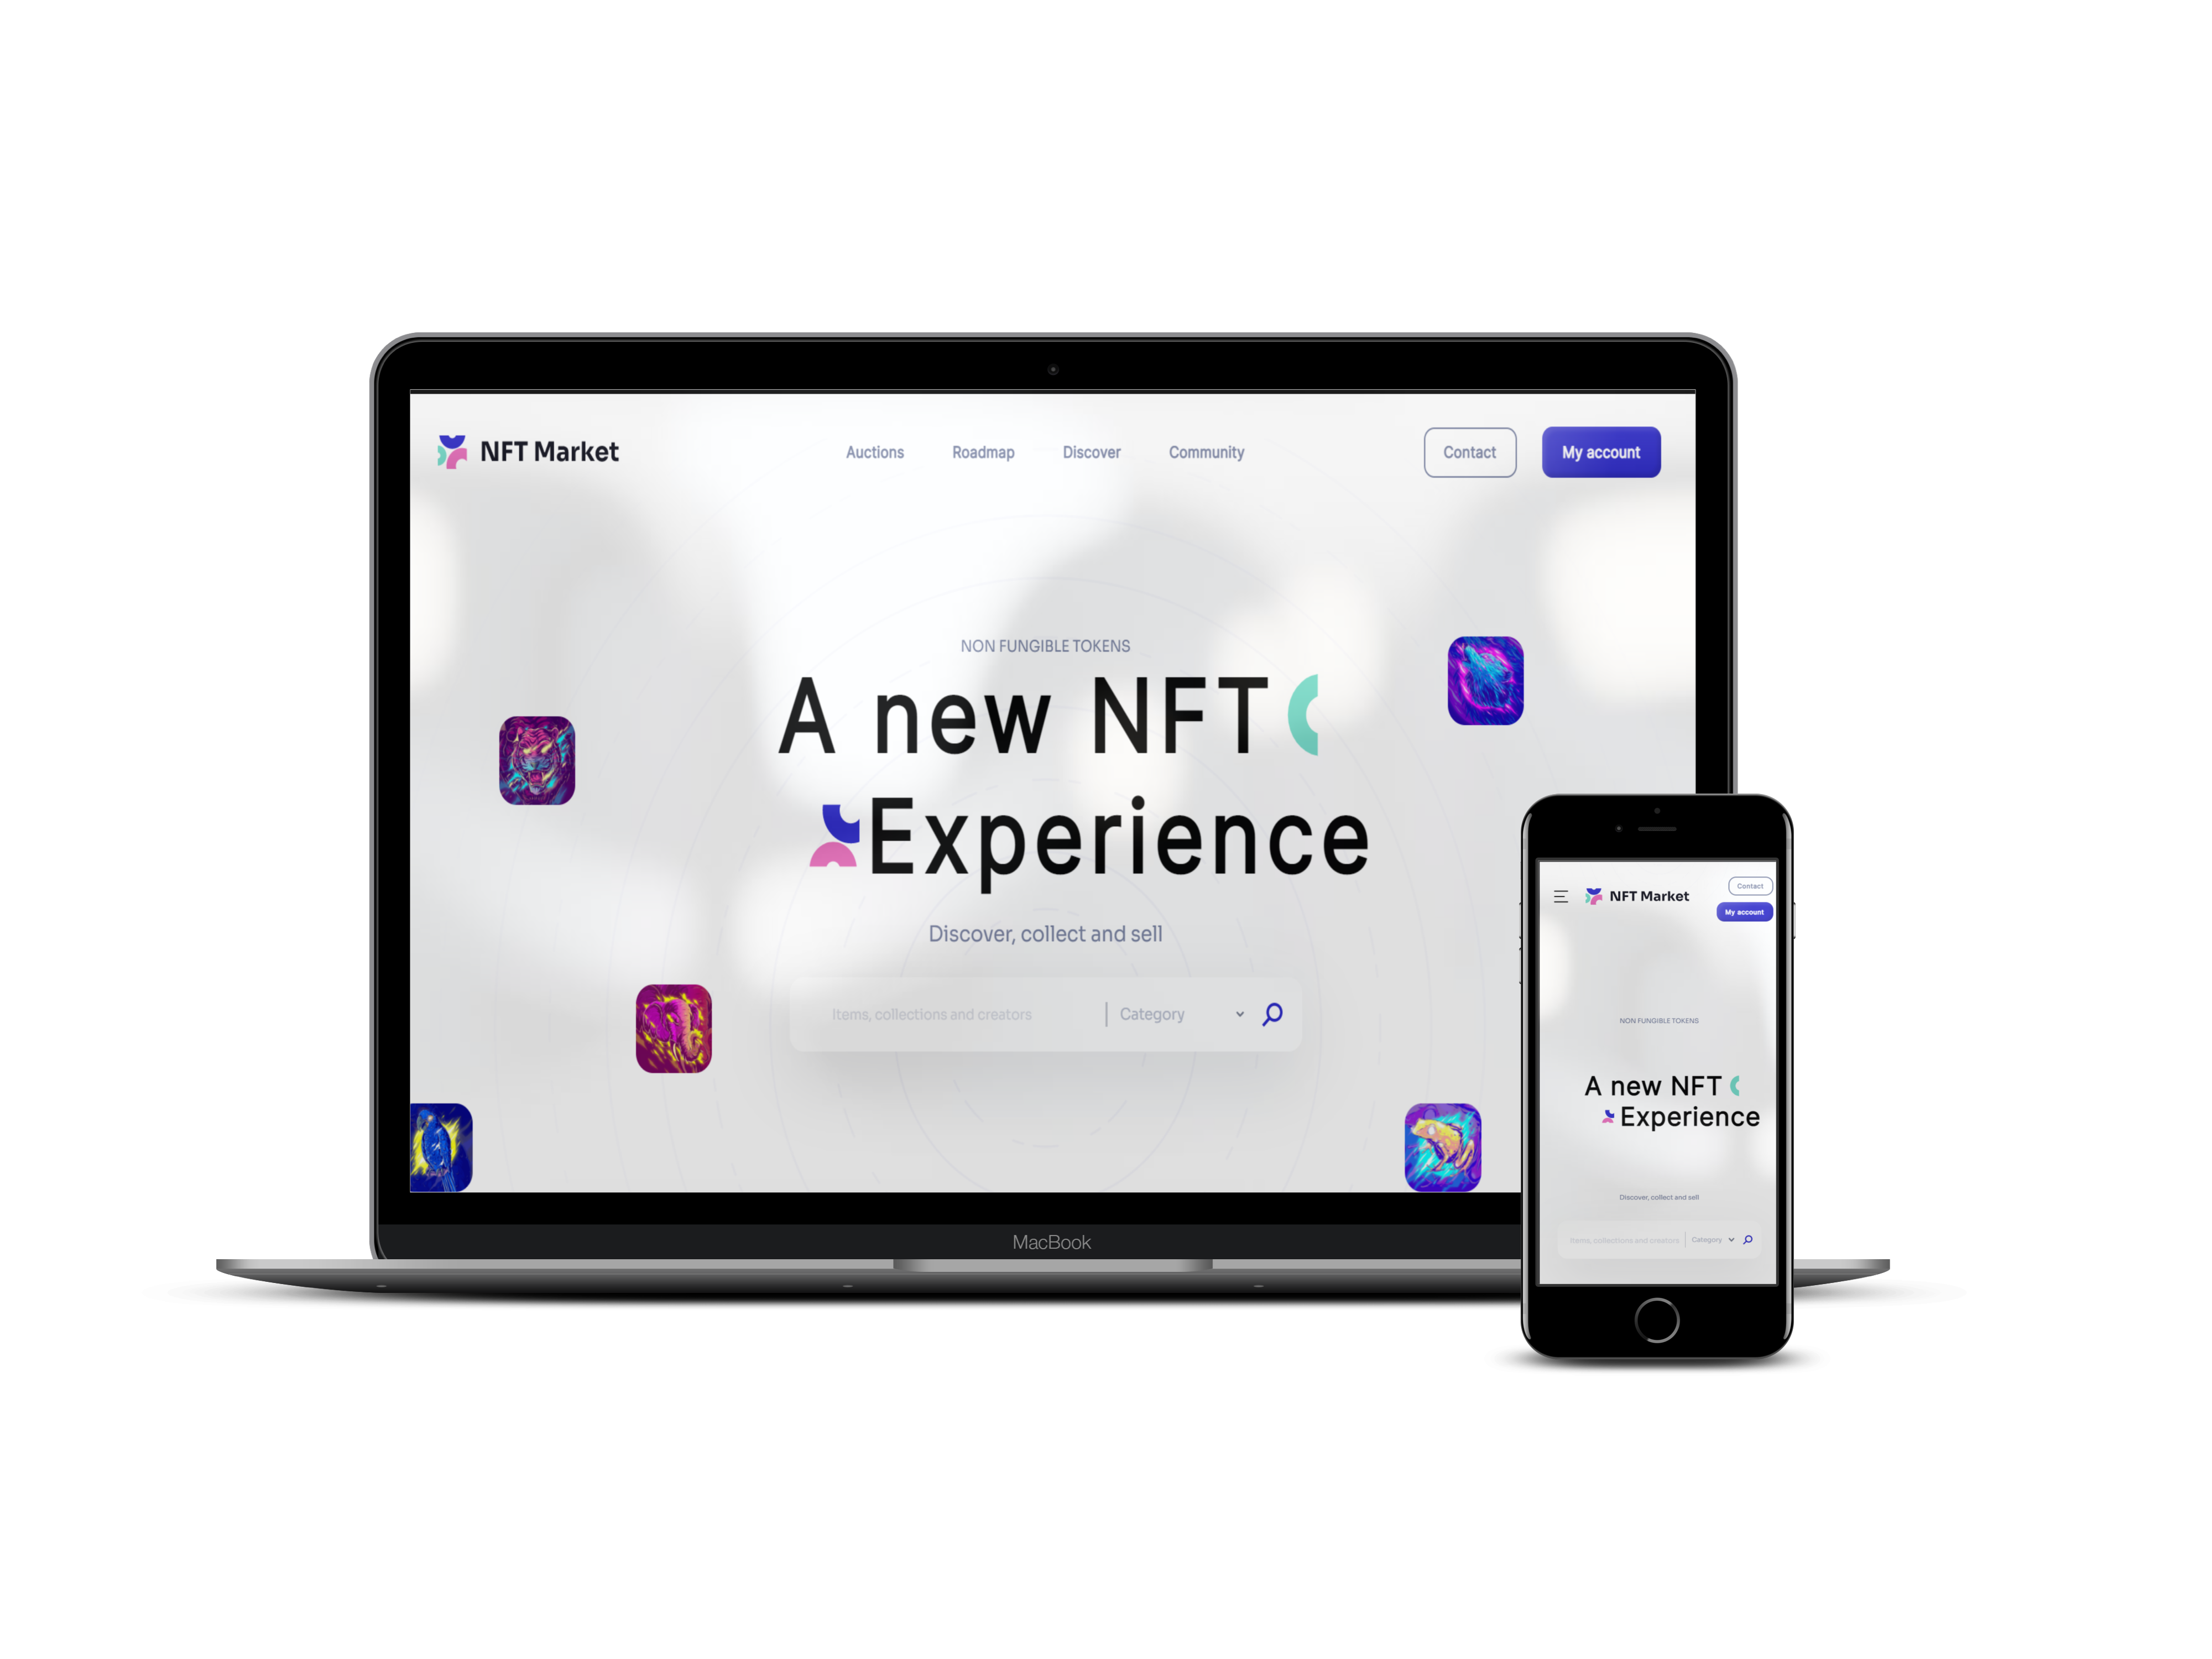 NFT Market
Auctions Roadmap Discover Community
Contact
My account
NON FUNGIBLE TOKENS
A new NFT
Experience
Discover, collect and sell
Items, collections and creators
Category
MacBook
NFT Market
Contact
My account
NON FUNGIBLE TOKENS
A new NFT
Experience
Discover, collect and sell
Items, collections and creators
Category